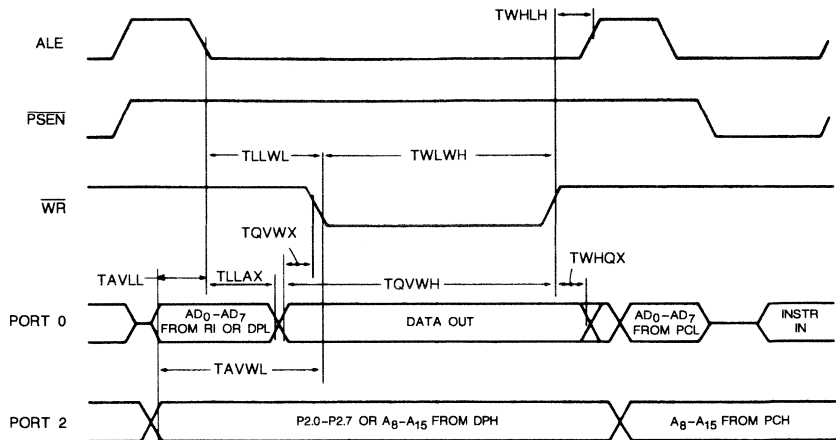 TWHLH
ALE
PSEN
TLLWL
TWLWH
WR
TQVWX
TAVLL
TLLAX
TQVWH
TWHQX
PORT 0
AD0-AD7
FROM RI OR DPL
DATA OUT
AD0-AD7
FROM PCL
INSTR
IN
TAVWL
PORT 2
P2.0-P2.7 OR A8-A15 FROM DPH
A8-A15 FROM PCH